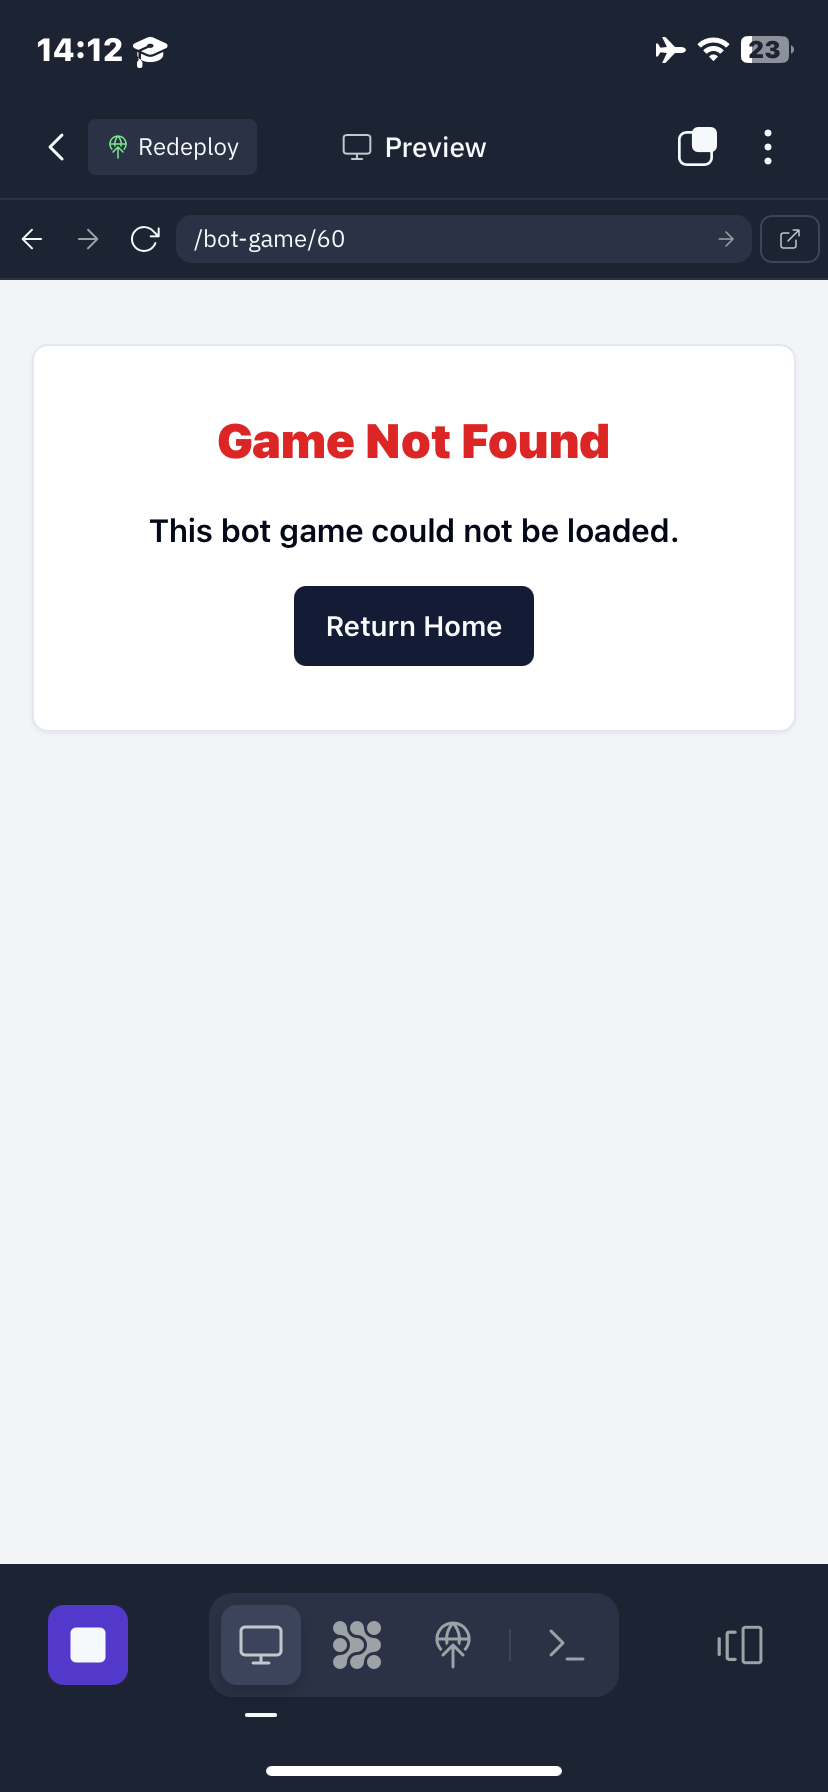 14:12
23
Redeploy
Preview
/bot-game/60
Game Not Found
This bot game could not be loaded.
Return Home